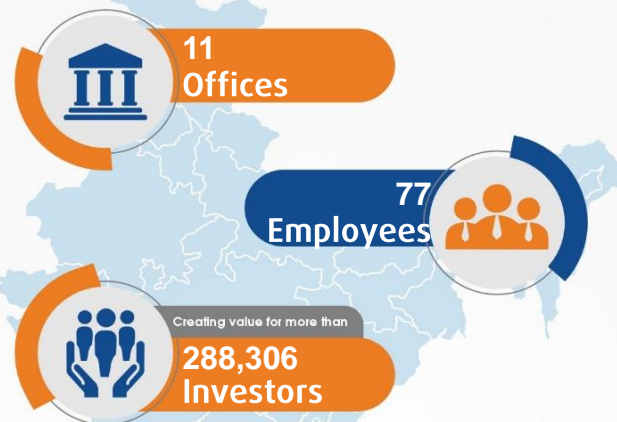 11
Offices
77
Employees
Creating value for more than
288,306
Investors